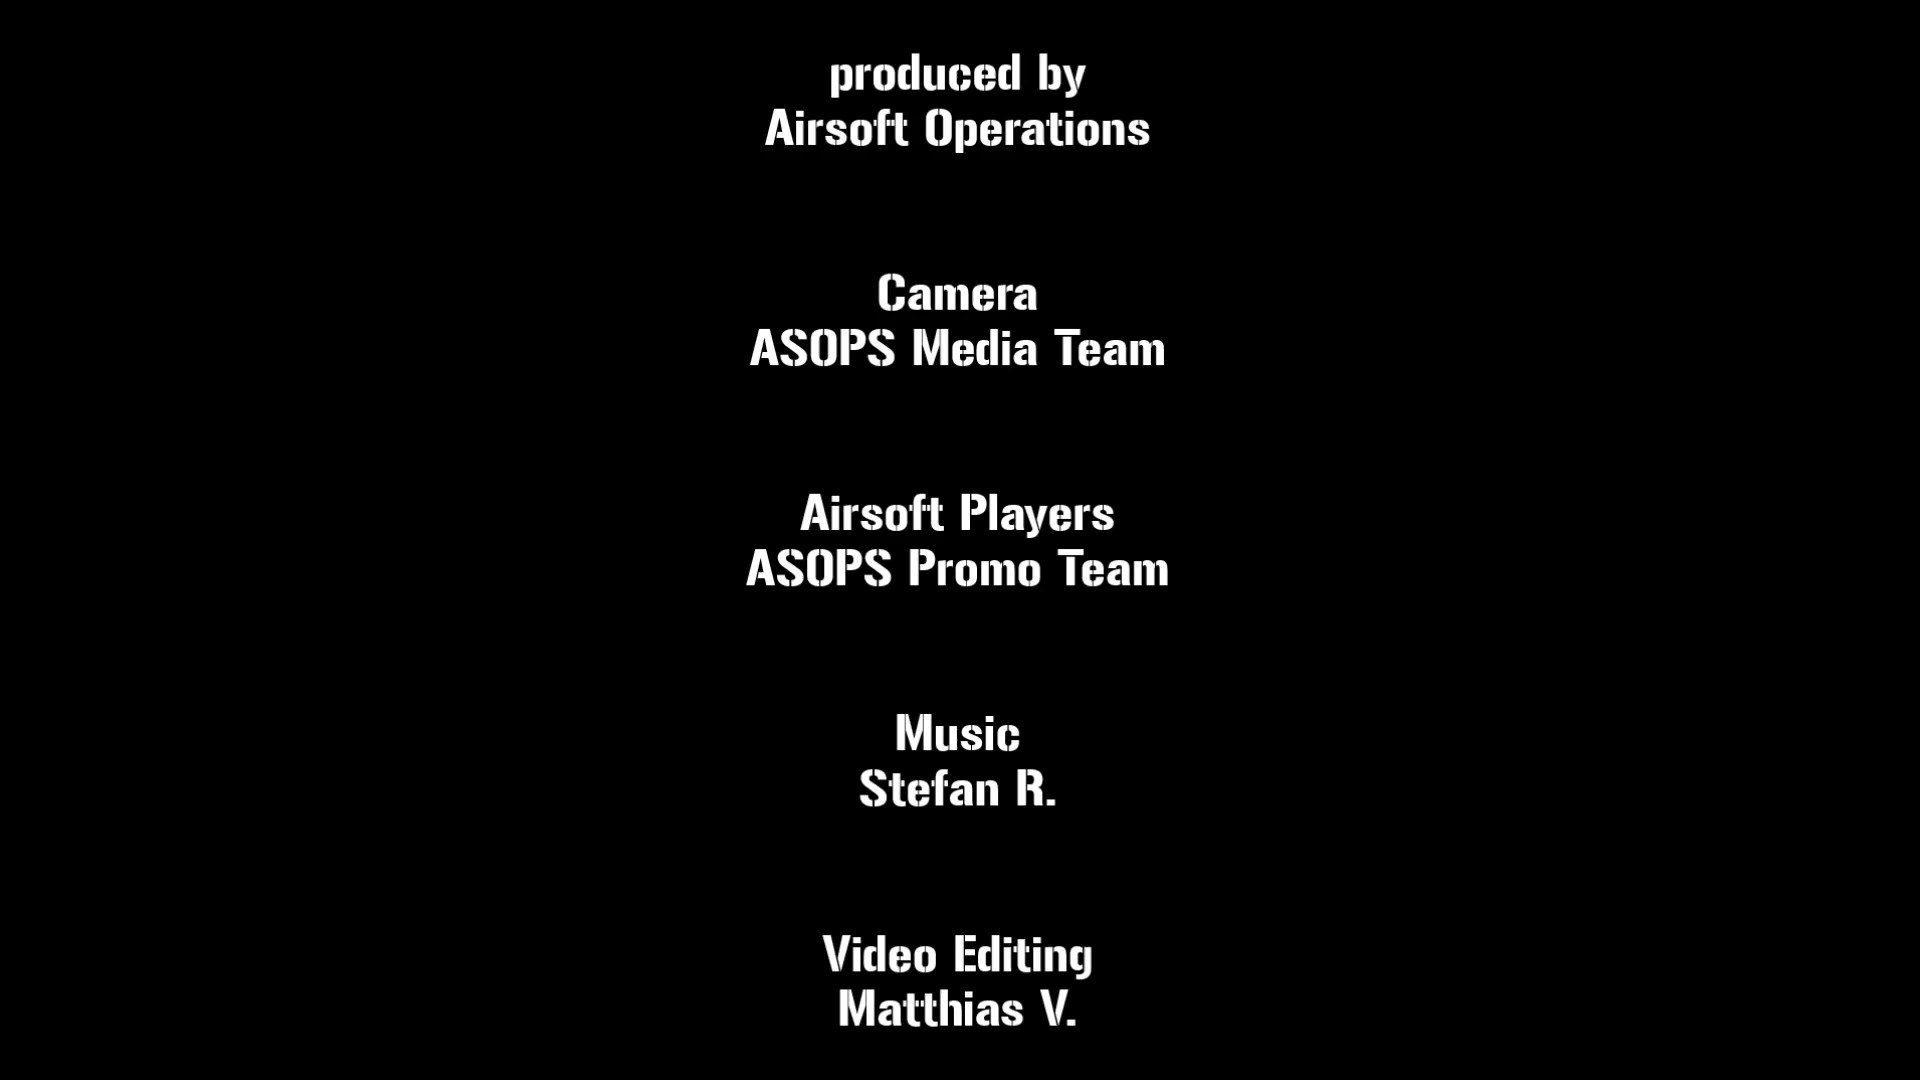 produced by
Airsoft Operations
Camera
ASOPS Media Team
Airsoft Players
ASOPS Promo Team
Music
Stefan R.
Video Editing
Matthias V.